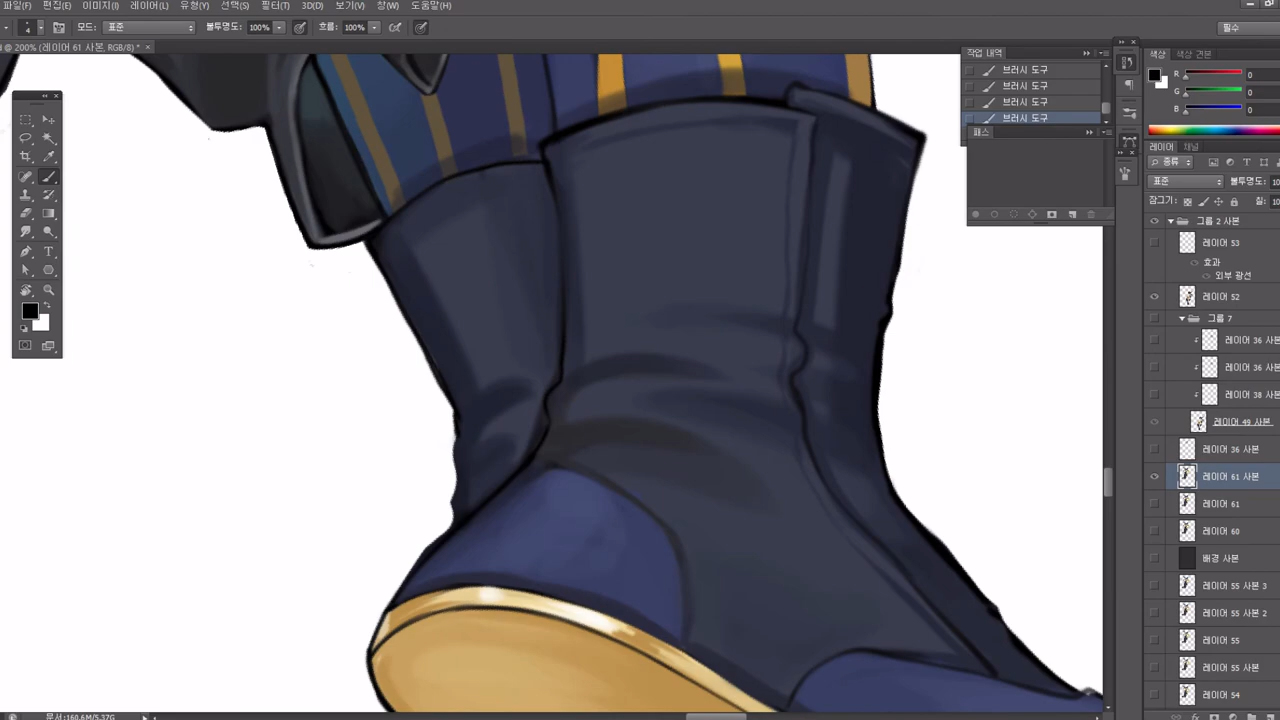 파일(F) 편집(E) 이미지(I) 레이어(L) 유형(Y) 선택(S) 필터(T) 3D(D) 보기(V) 창(W) 도움말(H)
4 모드: 표준 불투명도: 100% 흐름: 100% 필수
d @ 200% (레이어 61 사본, RGB/8) * ×
작업 내역
브러시 도구
브러시 도구
브러시 도구
브러시 도구
패스
색상 색상 견본
R 0
G 0
B 0
레이어 채널
종류
표준 불투명도: 10
잠그기: 칠: 10
그룹 2 사본
레이어 53
효과
외부 광선
레이어 52
그룹 7
레이어 36 사본
레이어 36 사본
레이어 38 사본
레이어 49 사본
레이어 36 사본
레이어 61 사본
레이어 61
레이어 60
배경 사본
레이어 55 사본 3
레이어 55 사본 2
레이어 55
레이어 55 사본
레이어 54
문서:160.6M/5.37G